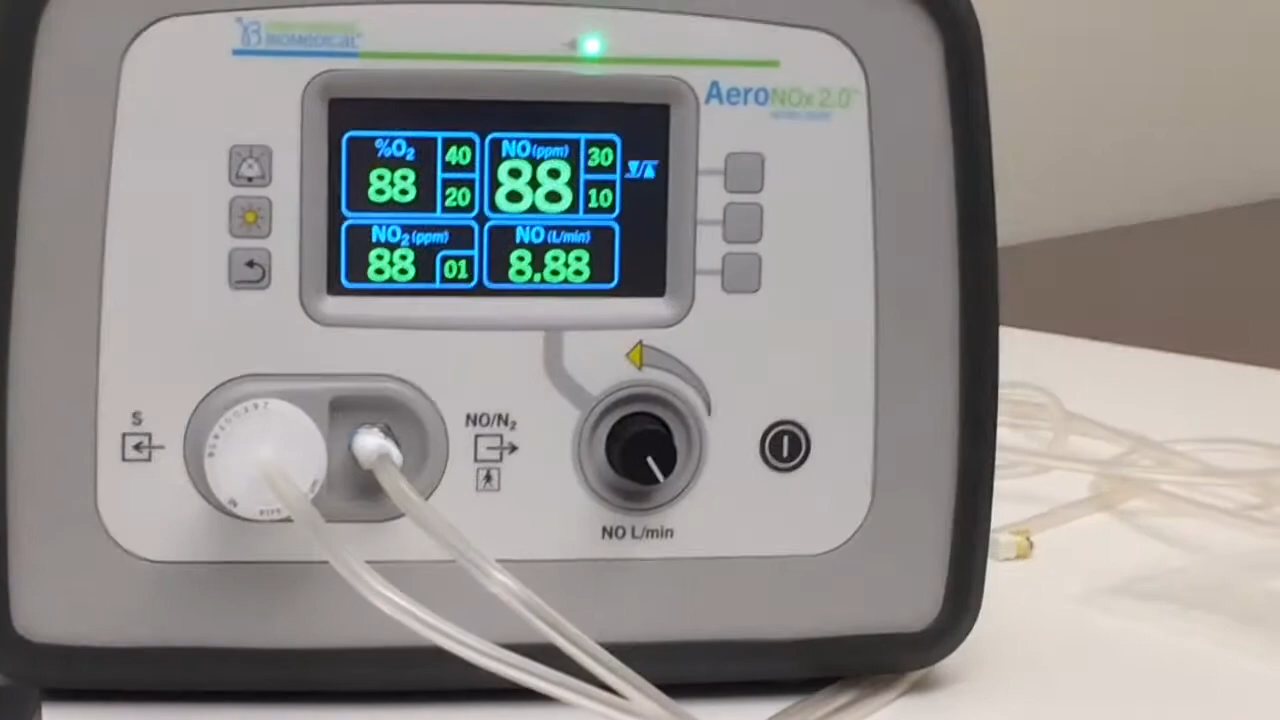 BIOMEDICAL
AeroNOx 2.0™
%O₂ 40
88 20
NO (ppm) 30
88 10
NO₂ (ppm)
88 01
NO (L/min)
8.88
S
NO/N₂
NO L/min